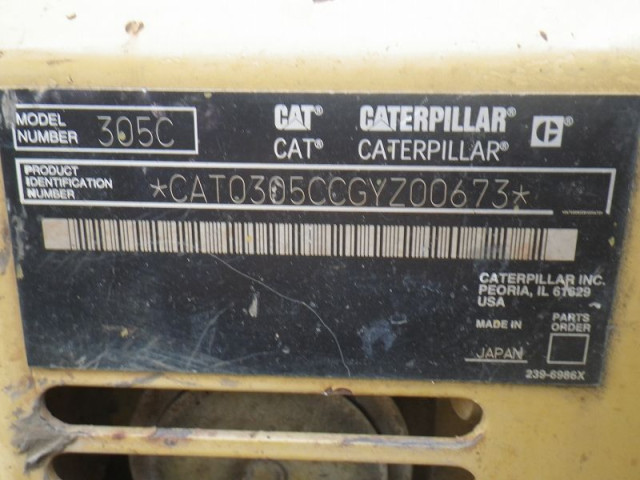 MODEL NUMBER 305C
CAT® CATERPILLAR® C
CAT® CATERPILLAR®
PRODUCT IDENTIFICATION NUMBER *CAT0305CCGYZ00673*
CATERPILLAR INC.
PEORIA, IL 61629
USA
MADE IN JAPAN
PARTS ORDER
239-6986X